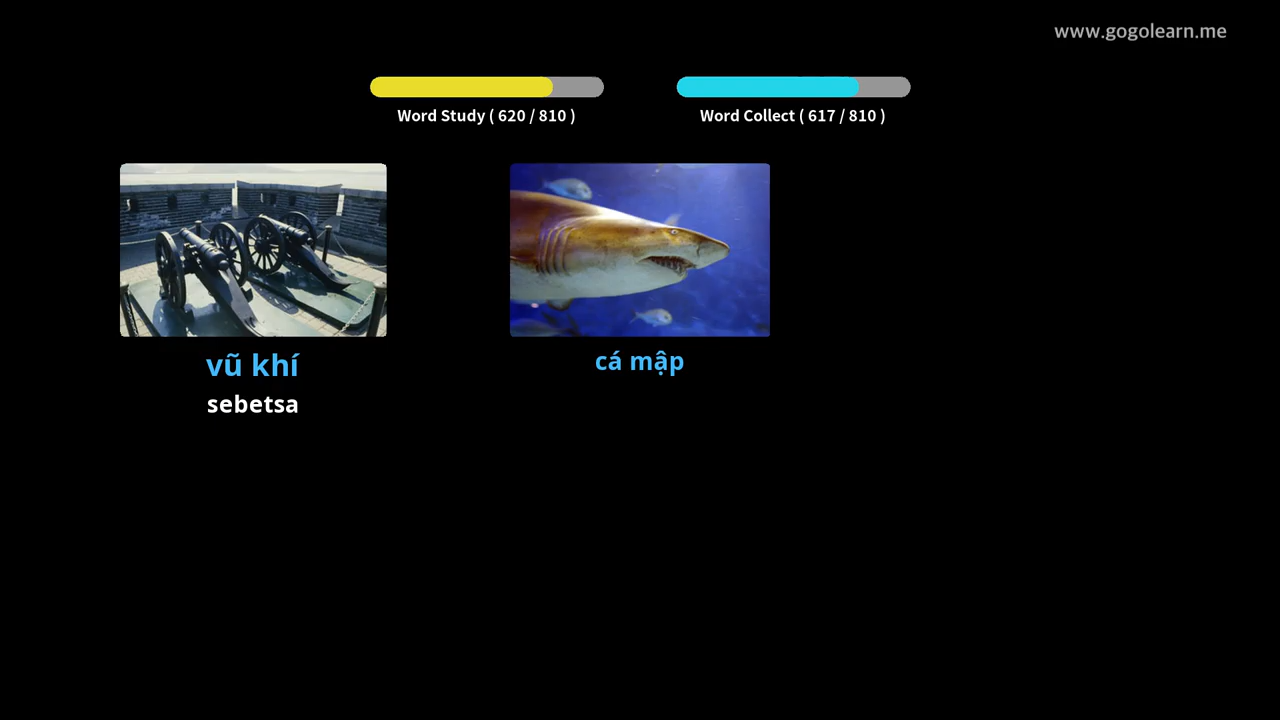 www.gogolearn.me
Word Study ( 620 / 810 )
Word Collect ( 617 / 810 )
vũ khí
sebetsa
cá mập